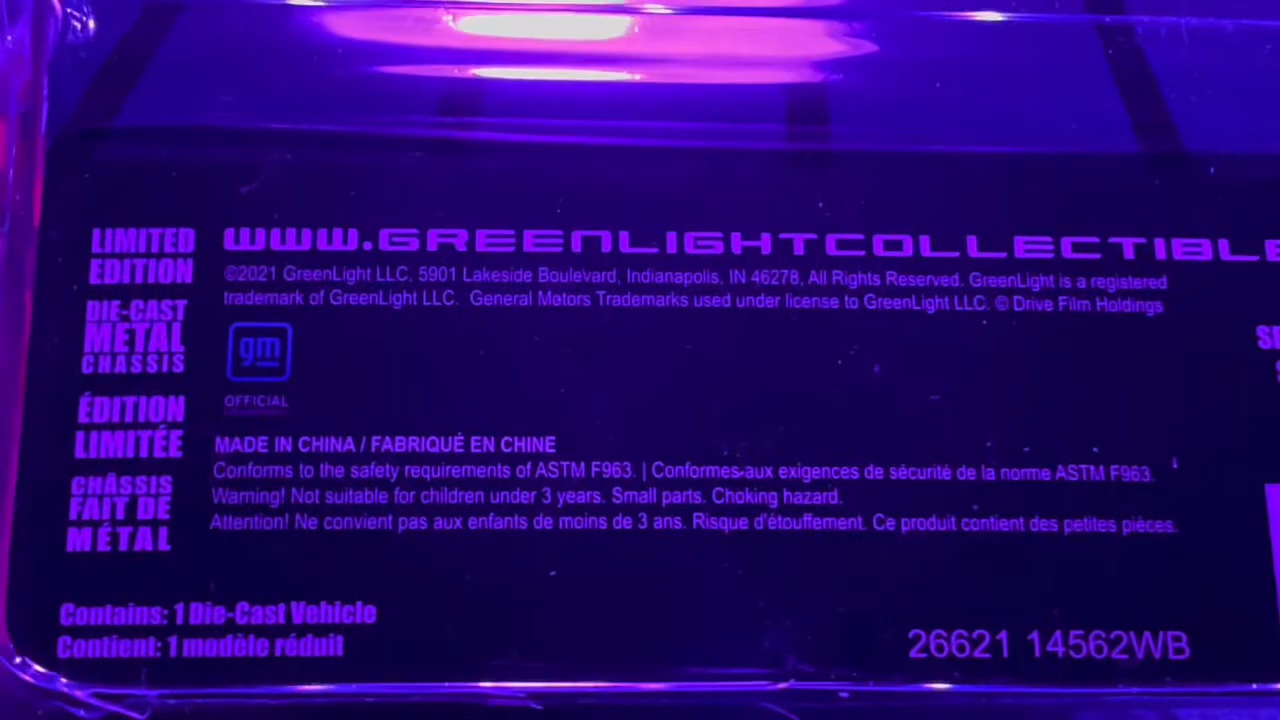 LIMITED
EDITION
DIE-CAST
METAL
CHASSIS
ÉDITION
LIMITÉE
CHÂSSIS
FAIT DE
MÉTAL
WWW.GREENLIGHTCOLLECTIBLE
©2021 GreenLight LLC, 5901 Lakeside Boulevard, Indianapolis, IN 46278, All Rights Reserved. GreenLight is a registered
trademark of GreenLight LLC. General Motors Trademarks used under license to GreenLight LLC. © Drive Film Holdings
gm
OFFICIAL
MADE IN CHINA / FABRIQUÉ EN CHINE
Conforms to the safety requirements of ASTM F963. | Conformes aux exigences de sécurité de la norme ASTM F963.
Warning! Not suitable for children under 3 years. Small parts. Choking hazard.
Attention! Ne convient pas aux enfants de moins de 3 ans. Risque d'étouffement. Ce produit contient des petites pièces.
Contains: 1 Die-Cast Vehicle
Contient: 1 modèle réduit
26621 14562WB